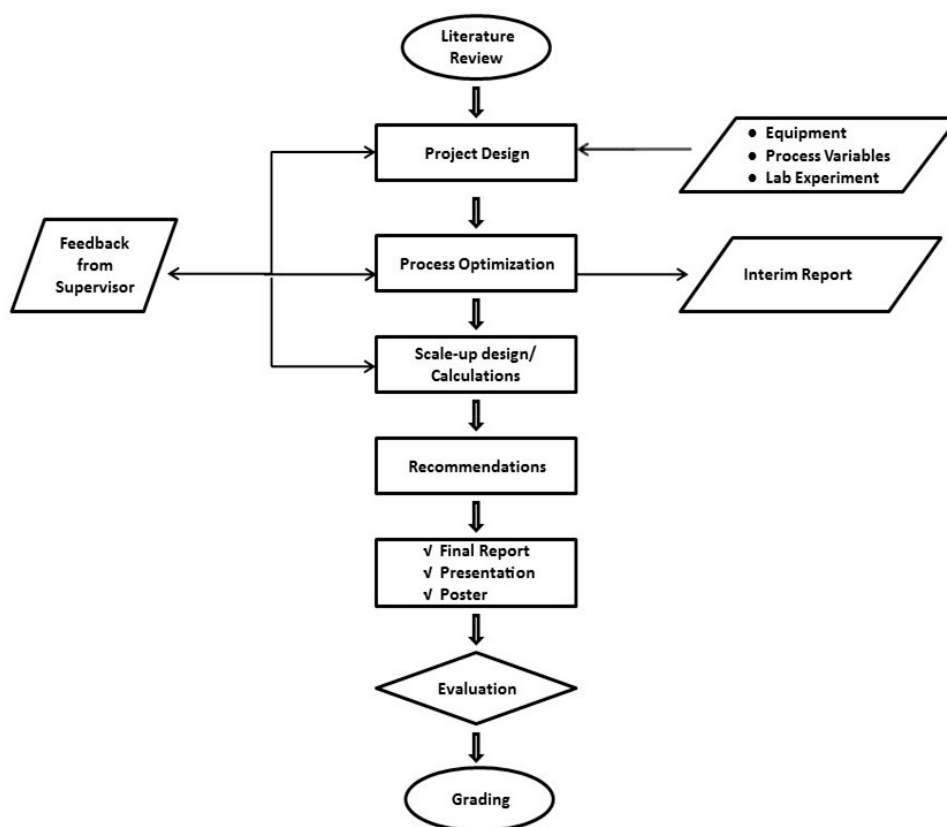 Literature
Review
Project Design
● Equipment
● Process Variables
● Lab Experiment
Feedback
from
Supervisor
Process Optimization
Interim Report
Scale-up design/
Calculations
Recommendations
√ Final Report
√ Presentation
√ Poster
Evaluation
Grading